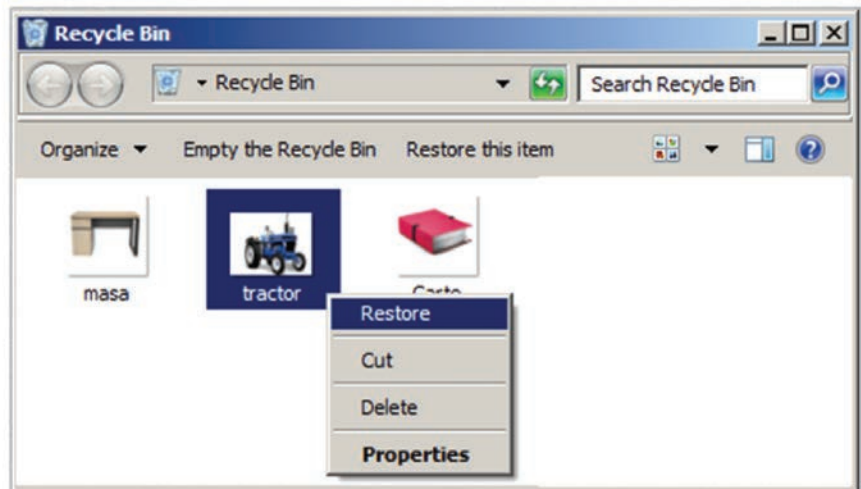 Recycle Bin
Recycle Bin Search Recycle Bin
Organize Empty the Recycle Bin Restore this item
masa tractor Carte
Restore
Cut
Delete
Properties